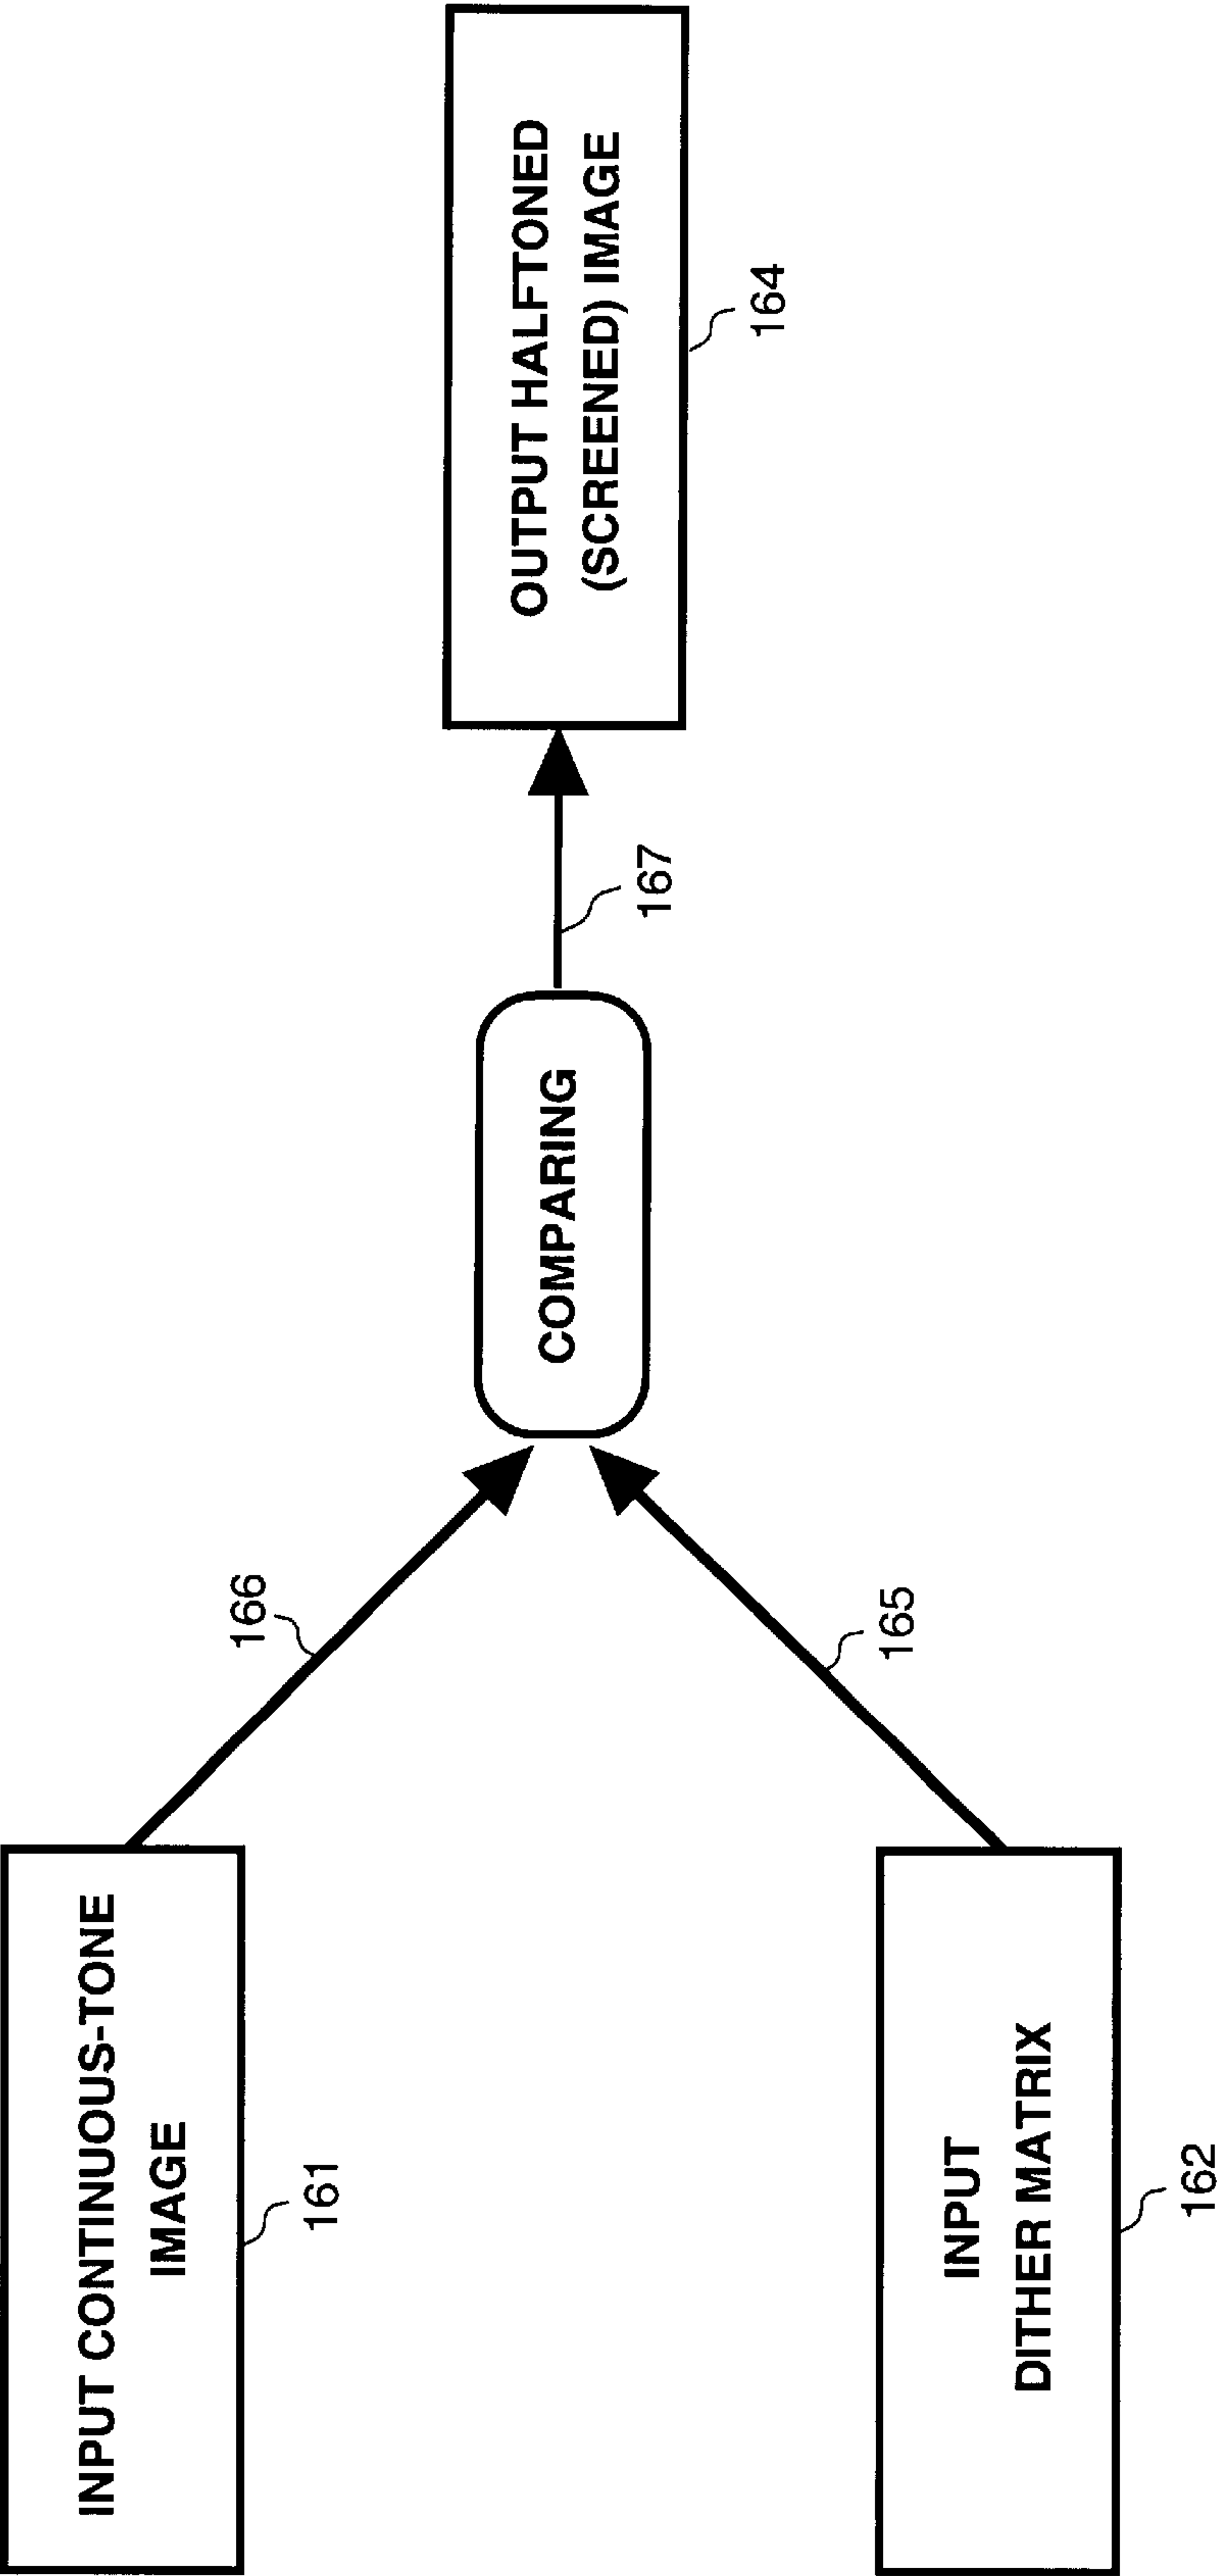 INPUT CONTINUOUS-TONE
IMAGE
161
166
INPUT
DITHER MATRIX
162
165
COMPARING
167
OUTPUT HALFTONED
(SCREENED) IMAGE
164